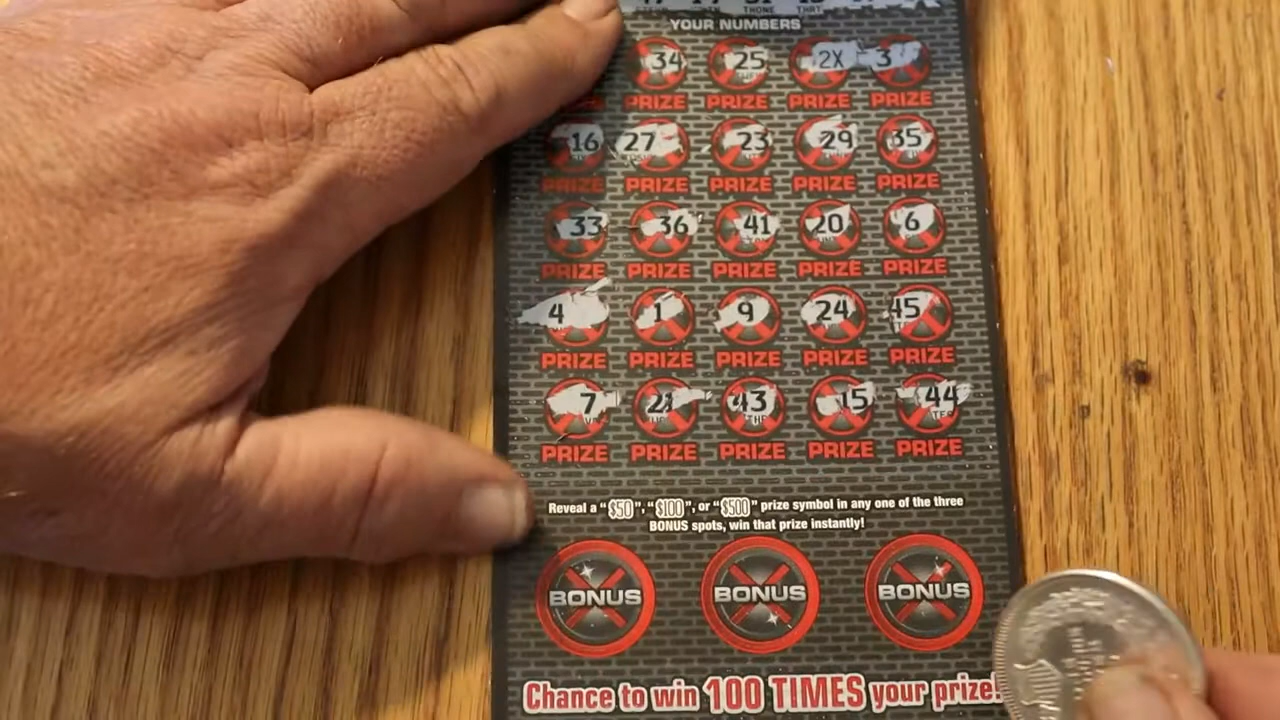 YOUR NUMBERS
34 25 2X 3
PRIZE PRIZE PRIZE PRIZE
16 27 23 29 35
PRIZE PRIZE PRIZE PRIZE PRIZE
33 36 41 20 6
PRIZE PRIZE PRIZE PRIZE PRIZE
4 1 9 24 45
PRIZE PRIZE PRIZE PRIZE PRIZE
7 21 43 15 44
PRIZE PRIZE PRIZE PRIZE PRIZE
Reveal a "$50", "$100", or "$500" prize symbol in any one of the three
BONUS spots, win that prize instantly!
BONUS BONUS BONUS
Chance to win 100 TIMES your prize!